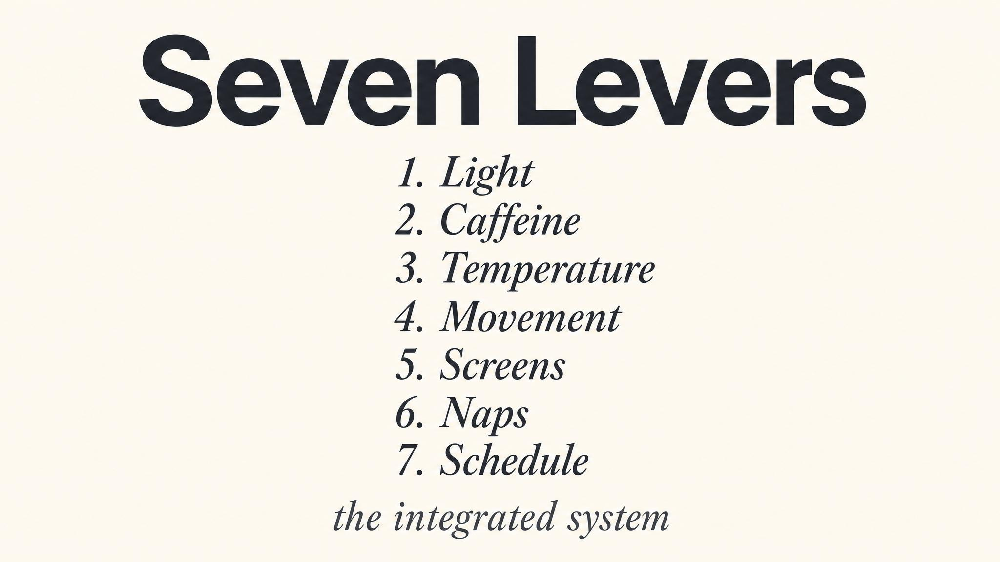 Seven Levers
1. Light
2. Caffeine
3. Temperature
4. Movement
5. Screens
6. Naps
7. Schedule
the integrated system